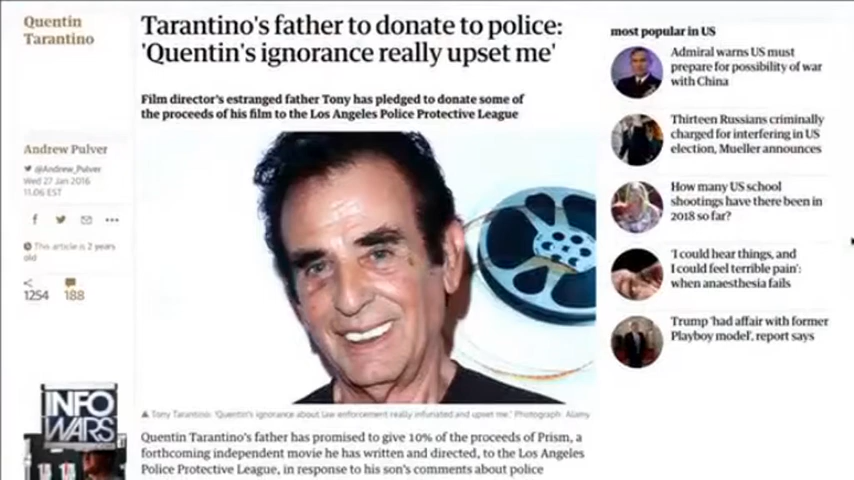 Quentin
Tarantino
Tarantino's father to donate to police:
'Quentin's ignorance really upset me'
Film director's estranged father Tony has pledged to donate some of
the proceeds of his film to the Los Angeles Police Protective League
Andrew Pulver
@Andrew_Pulver
Wed 27 Jan 2016
11.06 EST
This article is 2 years
old
1254 188
INFO
WARS
Tony Tarantino: 'Quentin's ignorance about law enforcement really infuriated and upset me.' Photograph: Alamy
Quentin Tarantino's father has promised to give 10% of the proceeds of Prism, a
forthcoming independent movie he has written and directed, to the Los Angeles
Police Protective League, in response to his son's comments about police
most popular in US
Admiral warns US must
prepare for possibility of war
with China
Thirteen Russians criminally
charged for interfering in US
election, Mueller announces
How many US school
shootings have there been in
2018 so far?
'I could hear things, and
I could feel terrible pain':
when anaesthesia fails
Trump 'had affair with former
Playboy model', report says